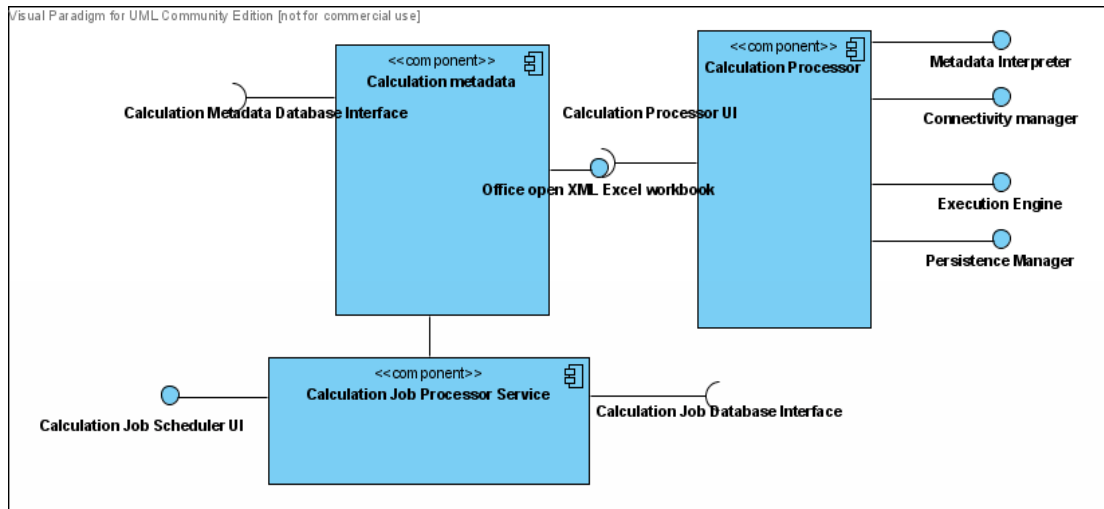 Visual Paradigm for UML Community Edition [not for commercial use]
<<component>>
Calculation metadata
Calculation Metadata Database Interface
<<component>>
Calculation Processor
Metadata Interpreter
Connectivity manager
Calculation Processor UI
Office open XML Excel workbook
Execution Engine
Persistence Manager
<<component>>
Calculation Job Processor Service
Calculation Job Scheduler UI
Calculation Job Database Interface